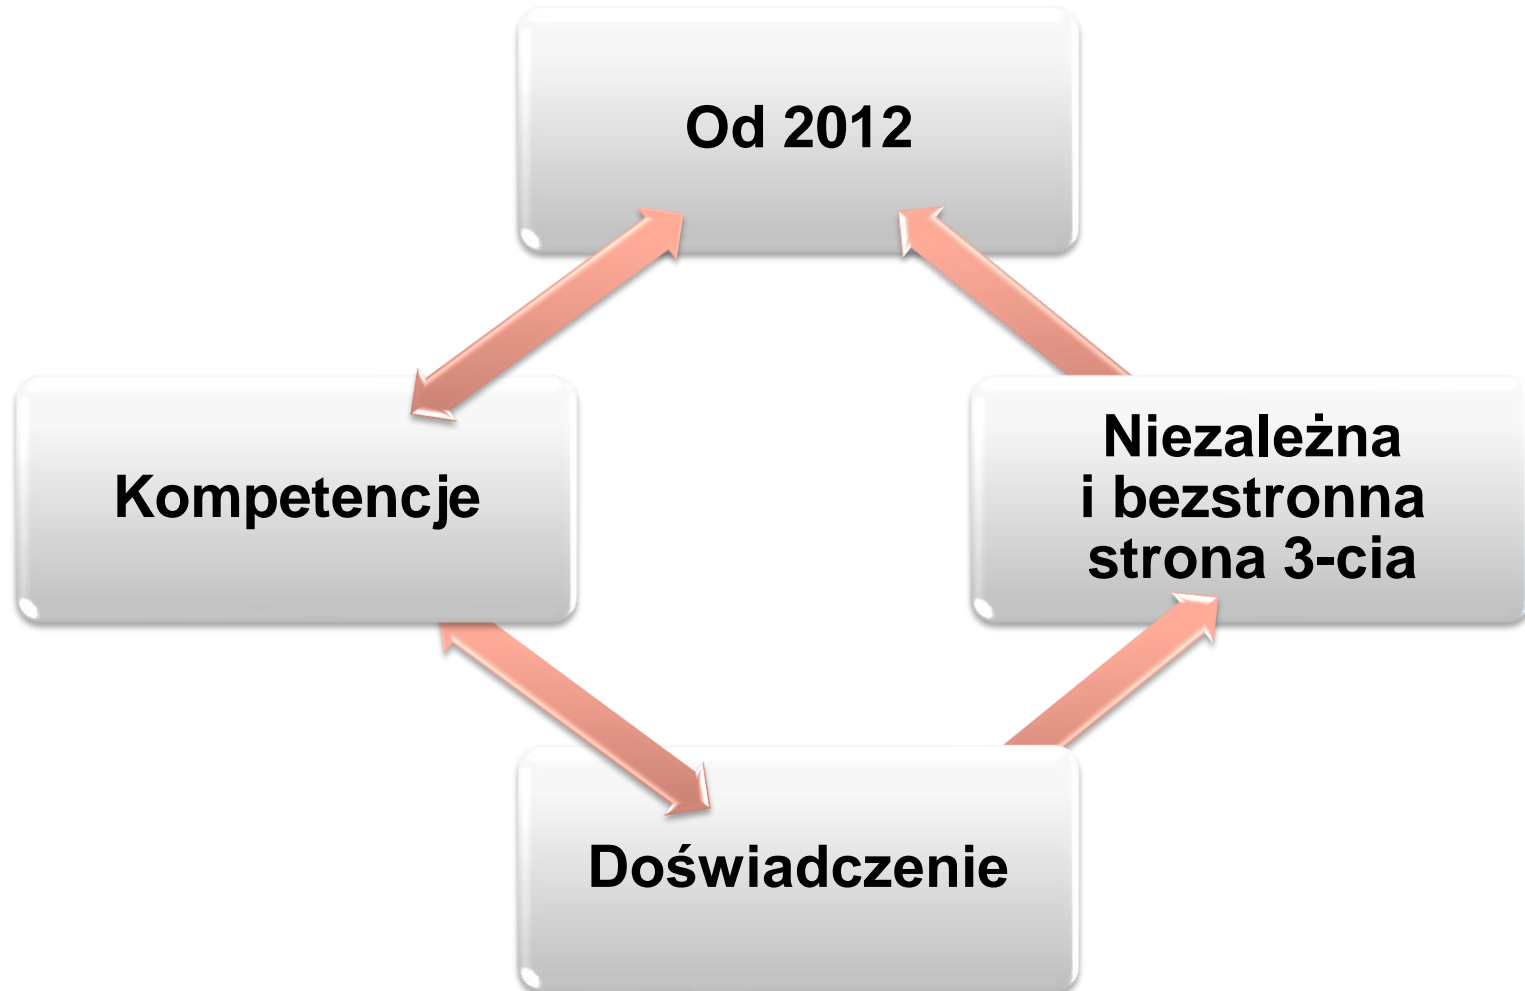 Od 2012
Kompetencje
Niezależna
i bezstronna
strona 3-cia
Doświadczenie